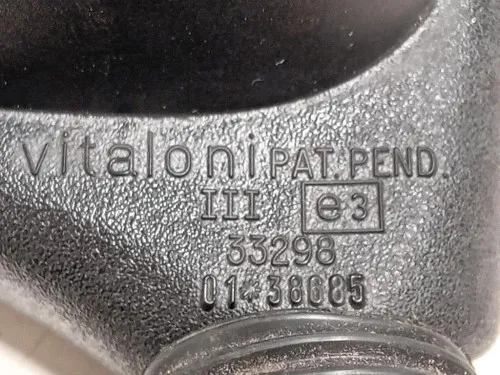 vitaloni PAT. PEND.
III e3
33298
01*38685